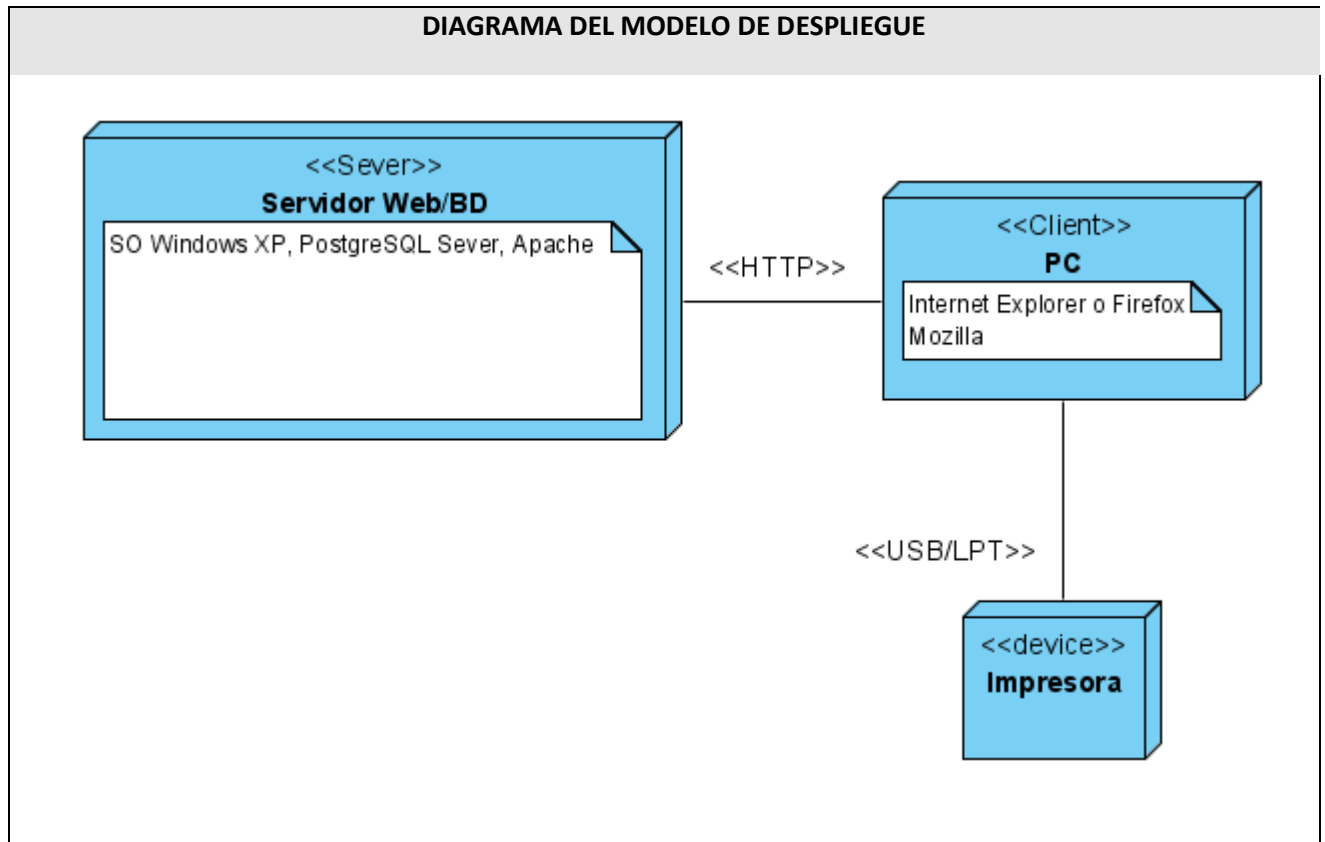 DIAGRAMA DEL MODELO DE DESPLIEGUE
<<Sever>>
Servidor Web/BD
SO Windows XP, PostgreSQL Sever, Apache
<<HTTP>>
<<Client>>
PC
Internet Explorer o Firefox
Mozilla
<<USB/LPT>>
<<device>>
Impresora